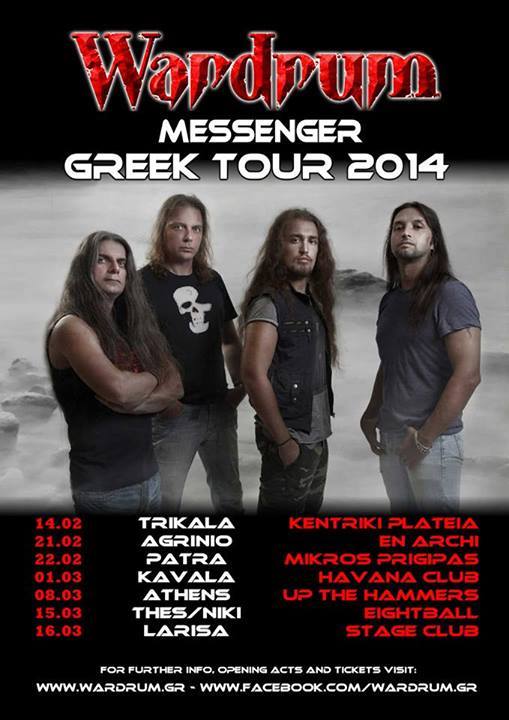 Wardrum
MESSENGER
GREEK TOUR 2014
14.02 TRIKALA KENTRIKI PLATEIA
21.02 AGRINIO EN ARCHI
22.02 PATRA MIKROS PRIGIPAS
01.03 KAVALA HAVANA CLUB
08.03 ATHENS UP THE HAMMERS
15.03 THES/NIKI EIGHTBALL
16.03 LARISA STAGE CLUB
FOR FURTHER INFO, OPENING ACTS AND TICKETS VISIT:
WWW.WARDRUM.GR - WWW.FACEBOOK.COM/WARDRUM.GR